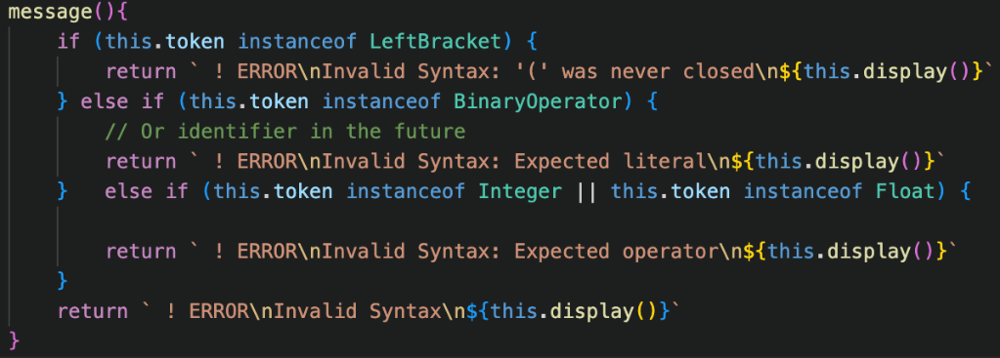 message(){
    if (this.token instanceof LeftBracket) {
        return ` ! ERROR\nInvalid Syntax: '(' was never closed\n${this.display()}`
    } else if (this.token instanceof BinaryOperator) {
        // Or identifier in the future
        return ` ! ERROR\nInvalid Syntax: Expected literal\n${this.display()}`
    }   else if (this.token instanceof Integer || this.token instanceof Float) {
        return ` ! ERROR\nInvalid Syntax: Expected operator\n${this.display()}`
    }
    return ` ! ERROR\nInvalid Syntax\n${this.display()}`
}